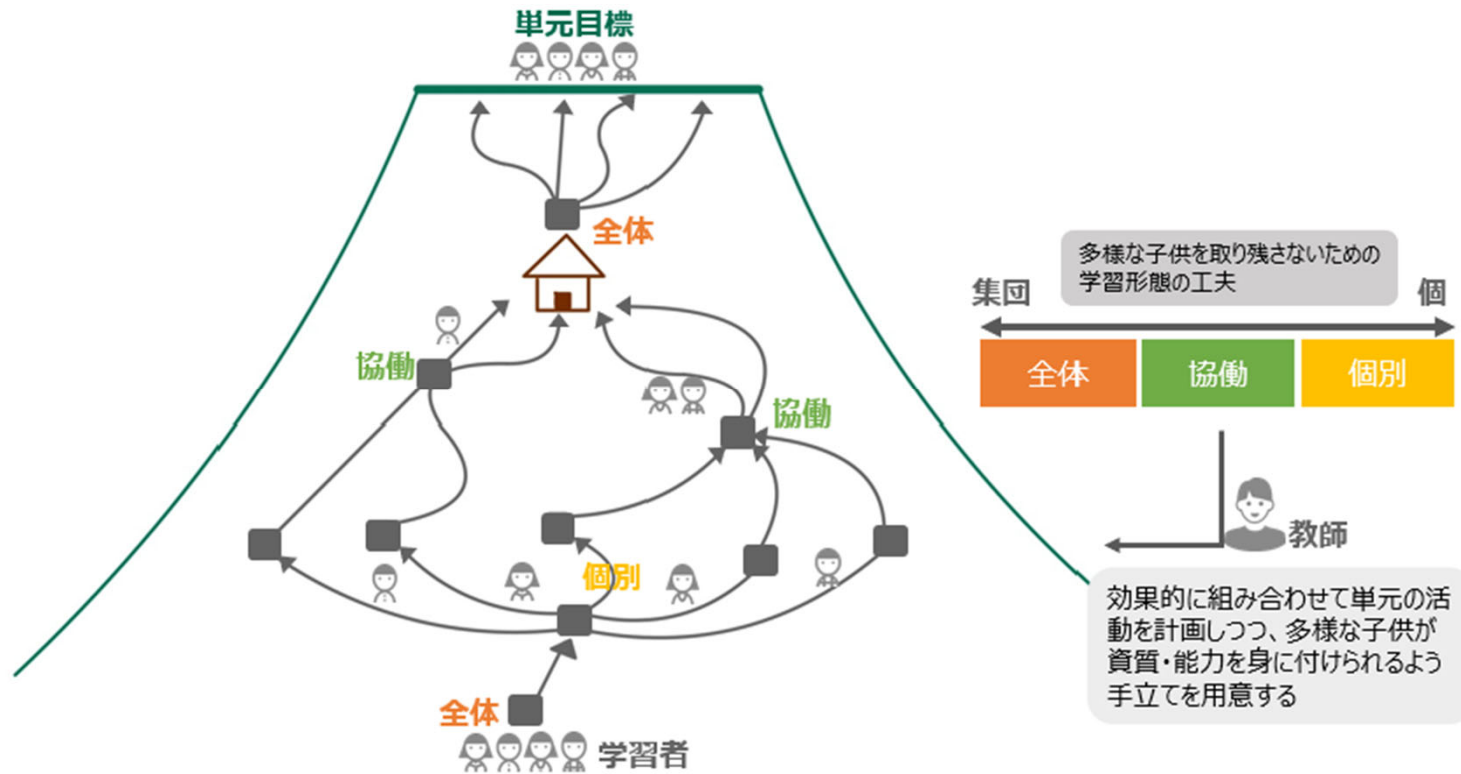 単元目標
全体
協働
協働
個別
全体
学習者
多様な子供を取り残さないための
学習形態の工夫
集団
個
全体
協働
個別
教師
効果的に組み合わせて単元の活
動を計画しつつ、多様な子供が
資質・能力を身に付けられるよう
手立てを用意する